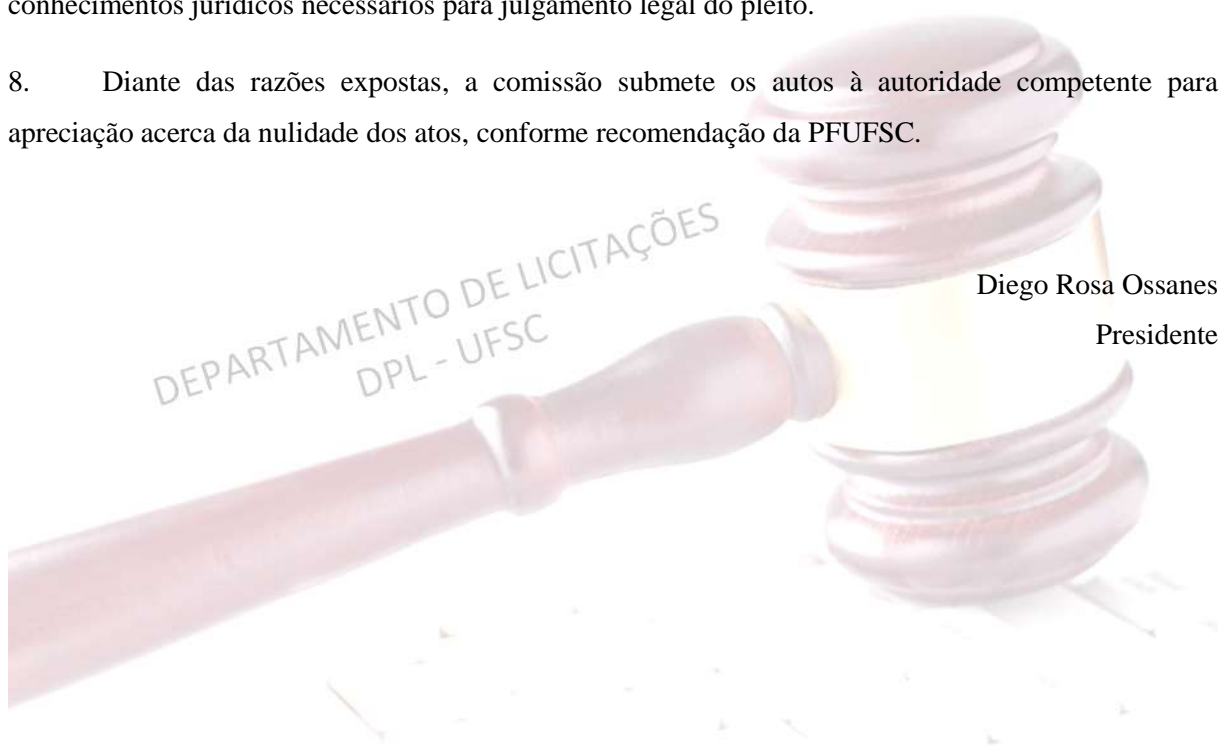 conhecimentos jurídicos necessários para julgamento legal do pleito.
8. Diante das razões expostas, a comissão submete os autos à autoridade competente para
apreciação acerca da nulidade dos atos, conforme recomendação da PFUFSC.
DEPARTAMENTO DE LICITAÇÕES
DPL - UFSC
Diego Rosa Ossanes
Presidente